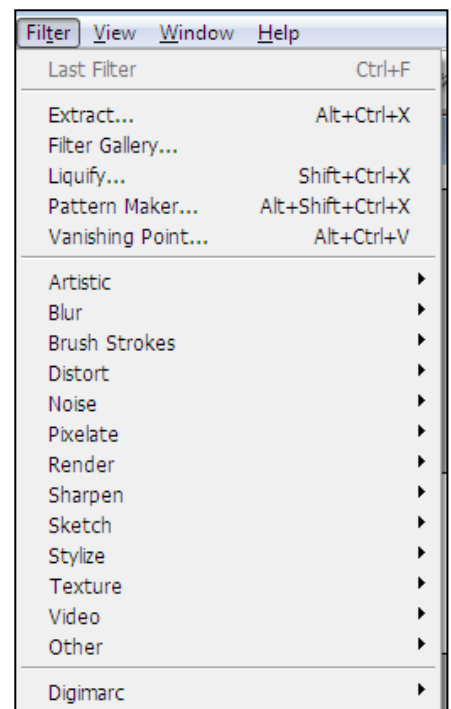 Filter View Window Help
Last Filter Ctrl+F
Extract... Alt+Ctrl+X
Filter Gallery...
Liquify... Shift+Ctrl+X
Pattern Maker... Alt+Shift+Ctrl+X
Vanishing Point... Alt+Ctrl+V
Artistic
Blur
Brush Strokes
Distort
Noise
Pixelate
Render
Sharpen
Sketch
Stylize
Texture
Video
Other
Digimarc